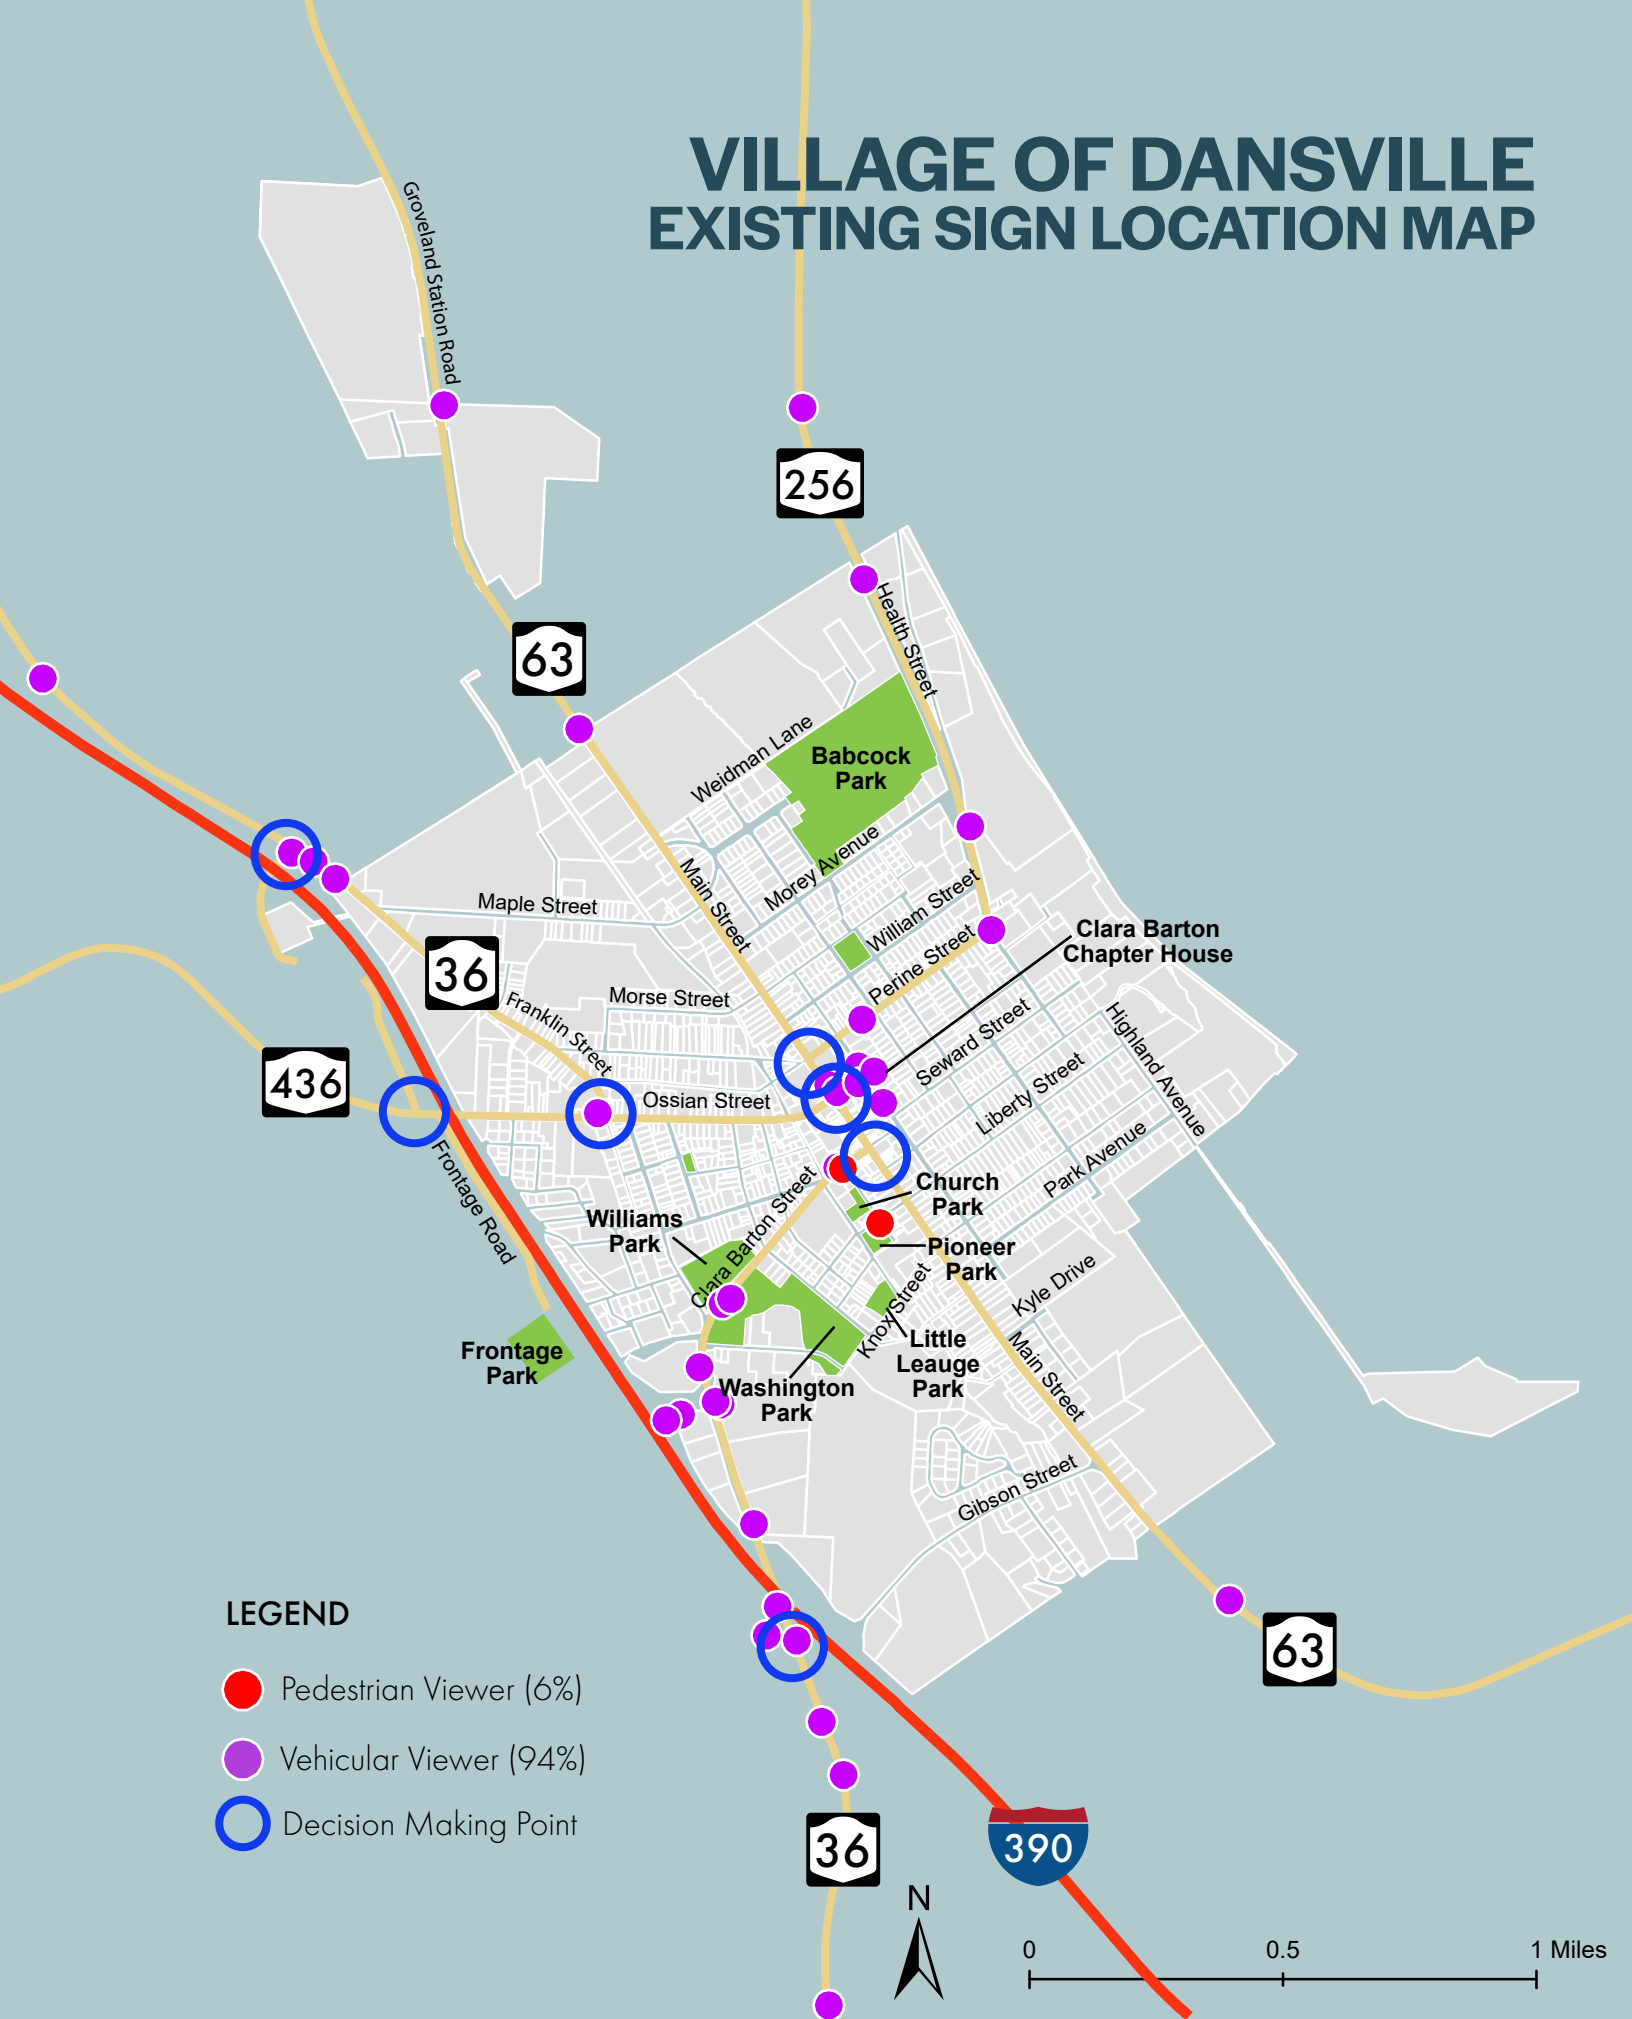 VILLAGE OF DANSVILLE
EXISTING SIGN LOCATION MAP
Groveland Station Road
256
Health Street
63
Weidman Lane
Babcock
Park
Morey Avenue
Main Street
William Street
Maple Street
Clara Barton
Chapter House
Perine Street
36
Morse Street
Franklin Street
Seward Street
Highland Avenue
436
Liberty Street
Ossian Street
Park Avenue
Frontage Road
Clara Barton Street
Church
Park
Williams
Park
Pioneer
Park
Kyle Drive
Knox Street
Little
Leauge
Park
Frontage
Park
Washington
Park
Main Street
Gibson Street
63
LEGEND
Pedestrian Viewer (6%)
Vehicular Viewer (94%)
Decision Making Point
36
390
N
0 0.5 1 Miles